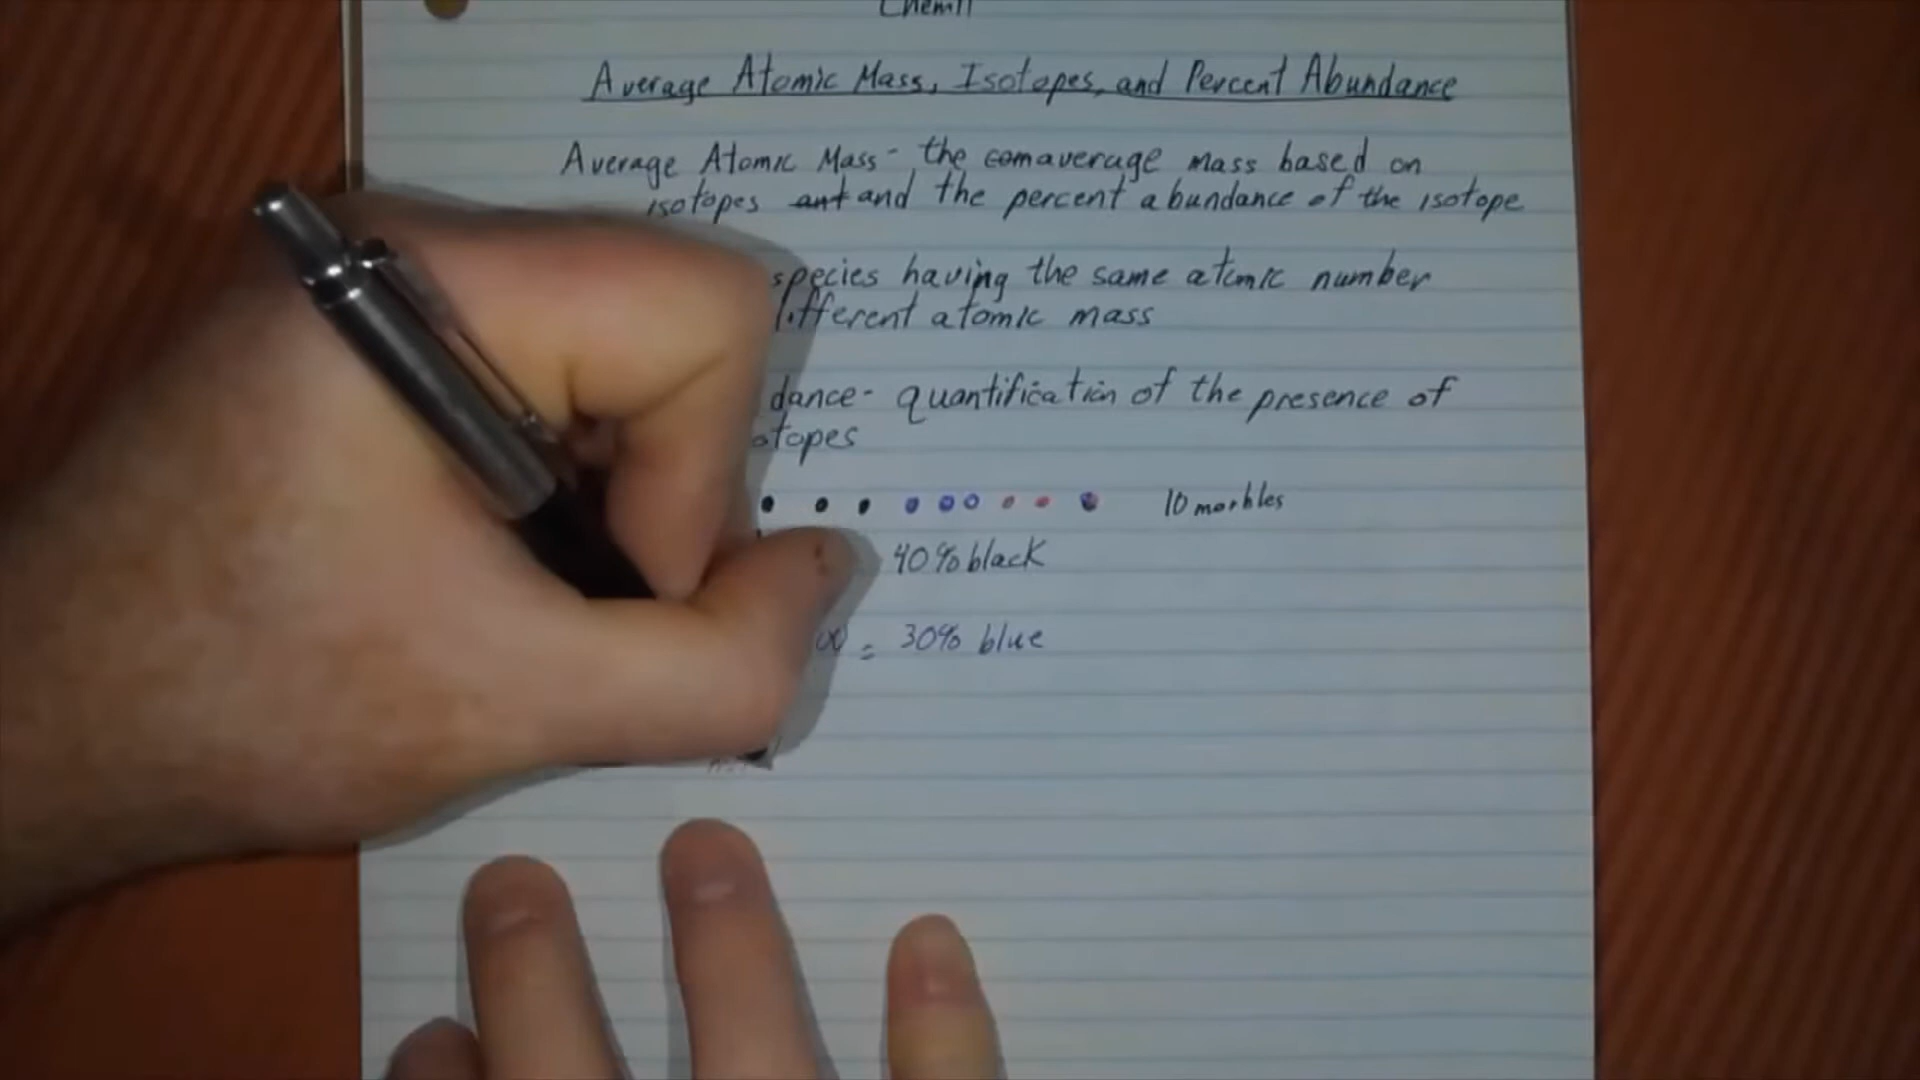 Chem11
Average Atomic Mass, Isotopes, and Percent Abundance
Average Atomic Mass - the comaverage mass based on
isotopes ant and the percent abundance of the isotope
species having the same atomic number
different atomic mass
dance - quantification of the presence of
otopes
10 marbles
40% black
= 30% blue